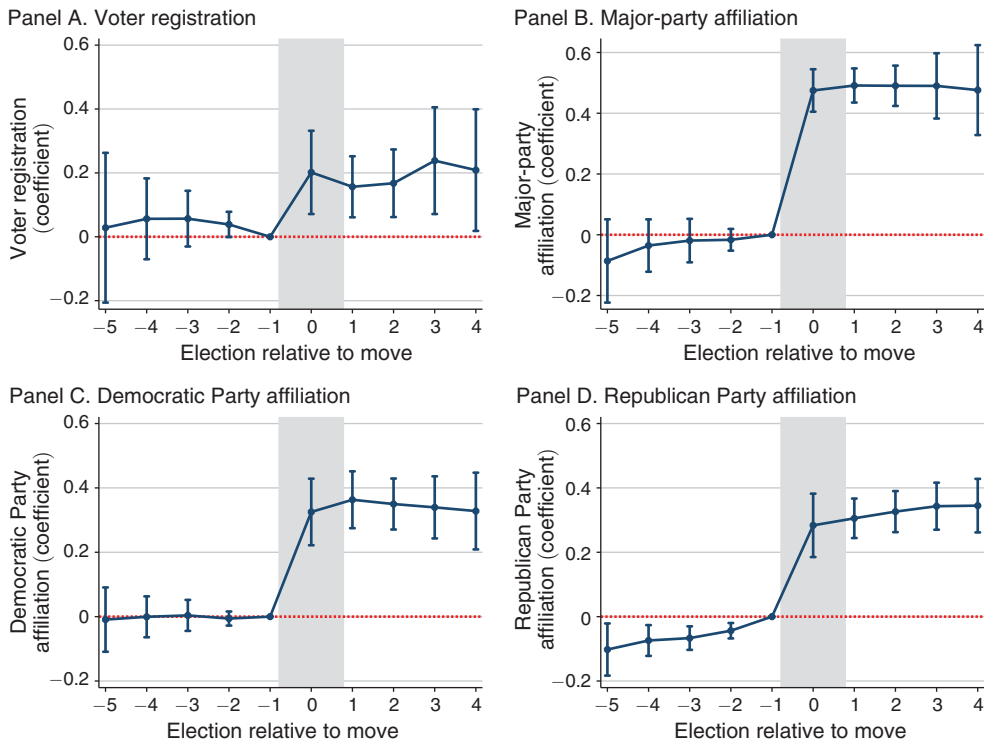 Panel A. Voter registration
Voter registration
(coefficient)
0.6
0.4
0.2
0
−0.2
−5 −4 −3 −2 −1 0 1 2 3 4
Election relative to move
Panel B. Major-party affiliation
Major-party
affiliation (coefficient)
0.6
0.4
0.2
0
−0.2
−5 −4 −3 −2 −1 0 1 2 3 4
Election relative to move
Panel C. Democratic Party affiliation
Democratic Party
affiliation (coefficient)
0.6
0.4
0.2
0
−0.2
−5 −4 −3 −2 −1 0 1 2 3 4
Election relative to move
Panel D. Republican Party affiliation
Republican Party
affiliation (coefficient)
0.6
0.4
0.2
0
−0.2
−5 −4 −3 −2 −1 0 1 2 3 4
Election relative to move